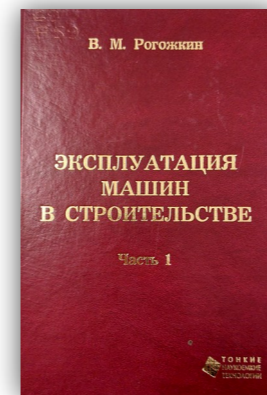 В. М. Рогожкин
ЭКСПЛУАТАЦИЯ
МАШИН
В СТРОИТЕЛЬСТВЕ
Часть 1
ТОНКИЕ
НАУКОЕМКИЕ
ТЕХНОЛОГИИ